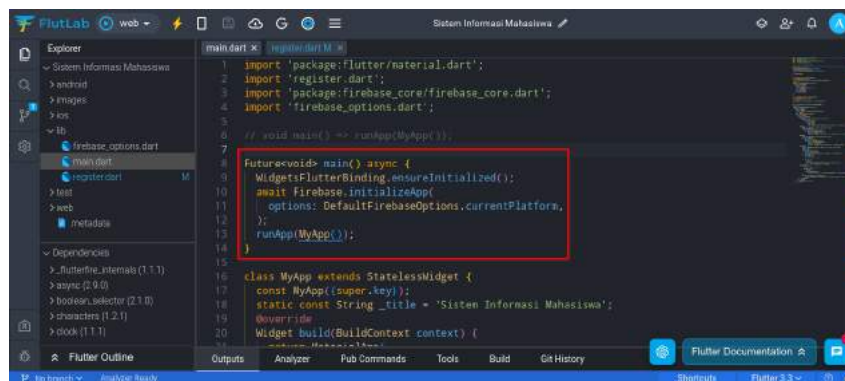 FlutLab web
Sistem Informasi Mahasiswa
Explorer
Sistem Informasi Mahasiswa
android
images
ios
lib
firebase_options.dart
main.dart
register.dart M
test
web
metadata
Dependencies
_flutterfire_internals (1.1.1)
async (2.9.0)
boolean_selector (2.1.0)
characters (1.2.1)
clock (1.1.1)
Flutter Outline
main.dart × register.dart M ×
1 import 'package:flutter/material.dart';
2 import 'register.dart';
3 import 'package:firebase_core/firebase_core.dart';
4 import 'firebase_options.dart';
5
6 // void main() => runApp(MyApp());
7
8 Future<void> main() async {
9 WidgetsFlutterBinding.ensureInitialized();
10 await Firebase.initializeApp(
11 options: DefaultFirebaseOptions.currentPlatform,
12 );
13 runApp(MyApp());
14 }
15
16 class MyApp extends StatelessWidget {
17 const MyApp({super.key});
18 static const String _title = 'Sistem Informasi Mahasiswa';
19 @override
20 Widget build(BuildContext context) {
return MaterialApp(
Outputs Analyzer Pub Commands Tools Build Git History
Flutter Documentation
No branch Analyzer Ready
Shortcuts Flutter 3.3